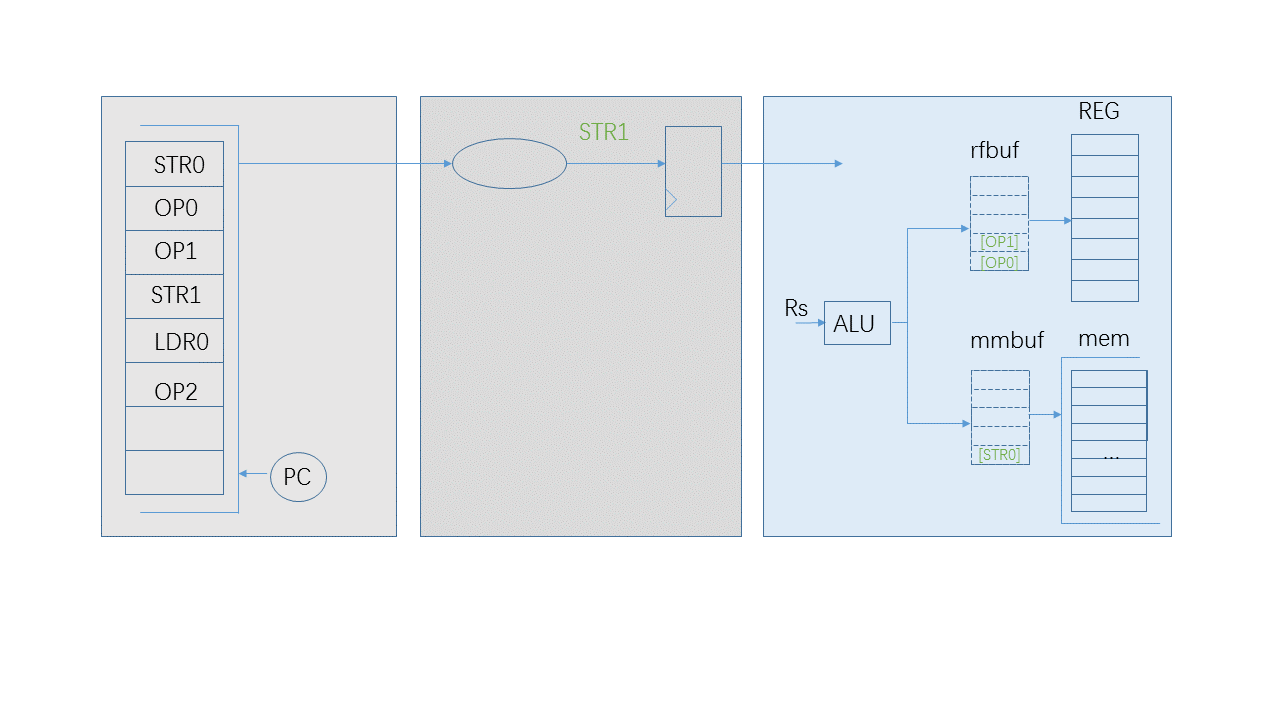 STR0
OP0
OP1
STR1
LDR0
OP2
PC
STR1
REG
rfbuf
[OP1]
[OP0]
Rs
ALU
mmbuf
mem
[STR0]
...